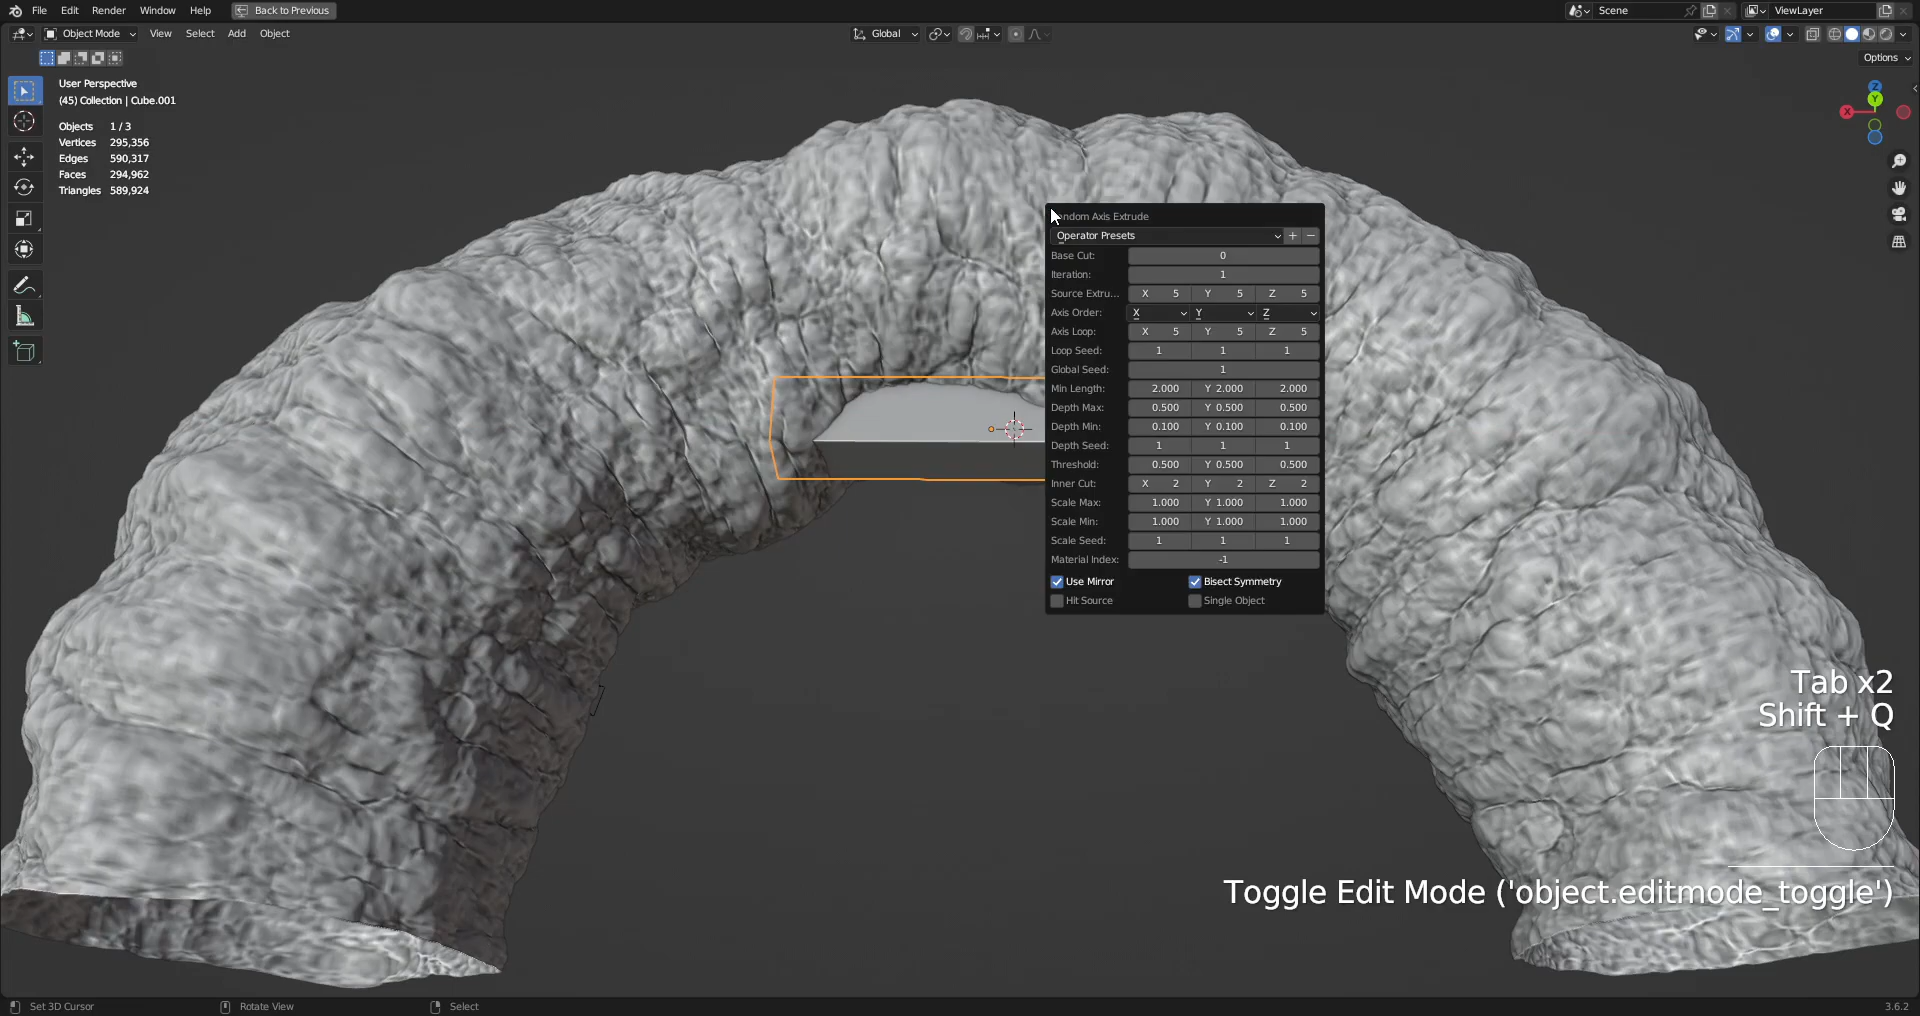 File Edit Render Window Help Back to Previous Scene ViewLayer
Object Mode View Select Add Object Global
Options
User Perspective
(45) Collection | Cube.001
Objects 1 / 3
Vertices 295,356
Edges 590,317
Faces 294,962
Triangles 589,924
Z
Y
X
ndom Axis Extrude
Operator Presets + −
Base Cut: 0
Iteration: 1
Source Extru... X 5 Y 5 Z 5
Axis Order: X Y Z
Axis Loop: X 5 Y 5 Z 5
Loop Seed: 1 1 1
Global Seed: 1
Min Length: 2.000 Y 2.000 2.000
Depth Max: 0.500 Y 0.500 0.500
Depth Min: 0.100 Y 0.100 0.100
Depth Seed: 1 1 1
Threshold: 0.500 Y 0.500 0.500
Inner Cut: X 2 Y 2 Z 2
Scale Max: 1.000 Y 1.000 1.000
Scale Min: 1.000 Y 1.000 1.000
Scale Seed: 1 1 1
Material Index: -1
Use Mirror Bisect Symmetry
Hit Source Single Object
Tab x2
Shift + Q
Toggle Edit Mode ('object.editmode_toggle')
Set 3D Cursor Rotate View Select 3.6.2